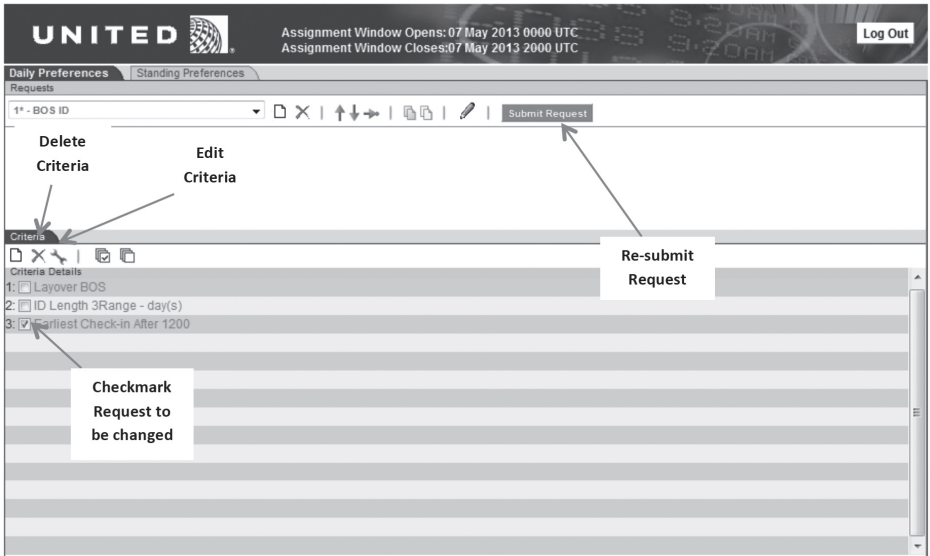 UNITED
Assignment Window Opens: 07 May 2013 0000 UTC
Assignment Window Closes:07 May 2013 2000 UTC
Log Out
Daily Preferences
Standing Preferences
Requests
1* - BOS ID
Submit Request
Delete
Criteria
Edit
Criteria
Criteria
Re-submit
Request
Criteria Details
1: Layover BOS
2: ID Length 3Range - day(s)
3: Earliest Check-in After 1200
Checkmark
Request to
be changed